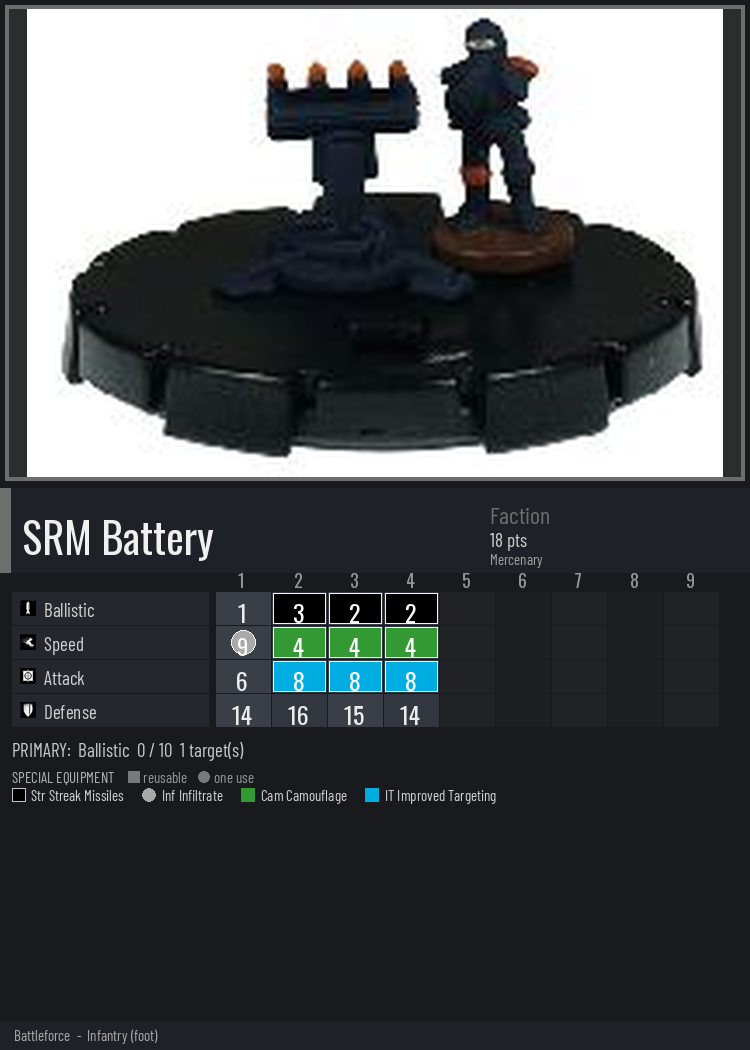 SRM Battery
Faction
18 pts
Mercenary
1 2 3 4 5 6 7 8 9
Ballistic 1 3 2 2
Speed 9 4 4 4
Attack 6 8 8 8
Defense 14 16 15 14
PRIMARY: Ballistic 0 / 10 1 target(s)
SPECIAL EQUIPMENT reusable one use
Str Streak Missiles Inf Infiltrate Cam Camouflage IT Improved Targeting
Battleforce - Infantry (foot)